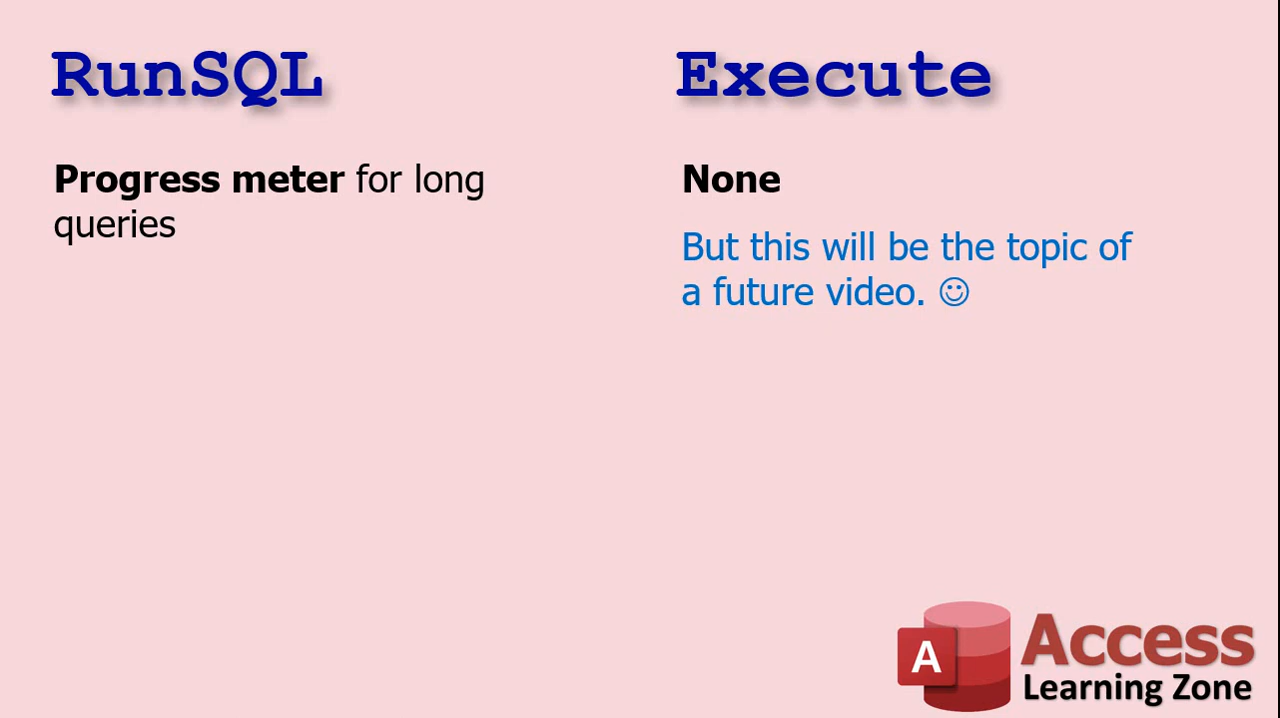 RunSQL
Progress meter for long
queries
Execute
None
But this will be the topic of
a future video. ☺
A
Access
Learning Zone